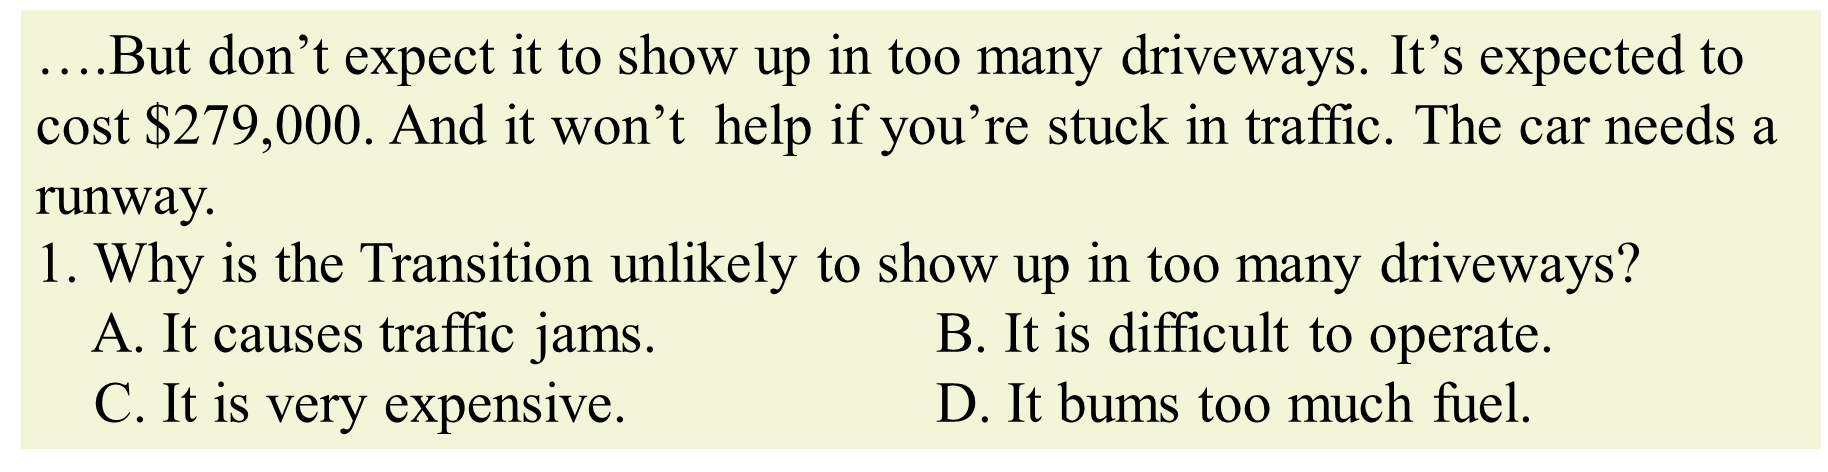 ….But don’t expect it to show up in too many driveways. It’s expected to
cost $279,000. And it won’t help if you’re stuck in traffic. The car needs a
runway.
1. Why is the Transition unlikely to show up in too many driveways?
A. It causes traffic jams. B. It is difficult to operate.
C. It is very expensive. D. It bums too much fuel.